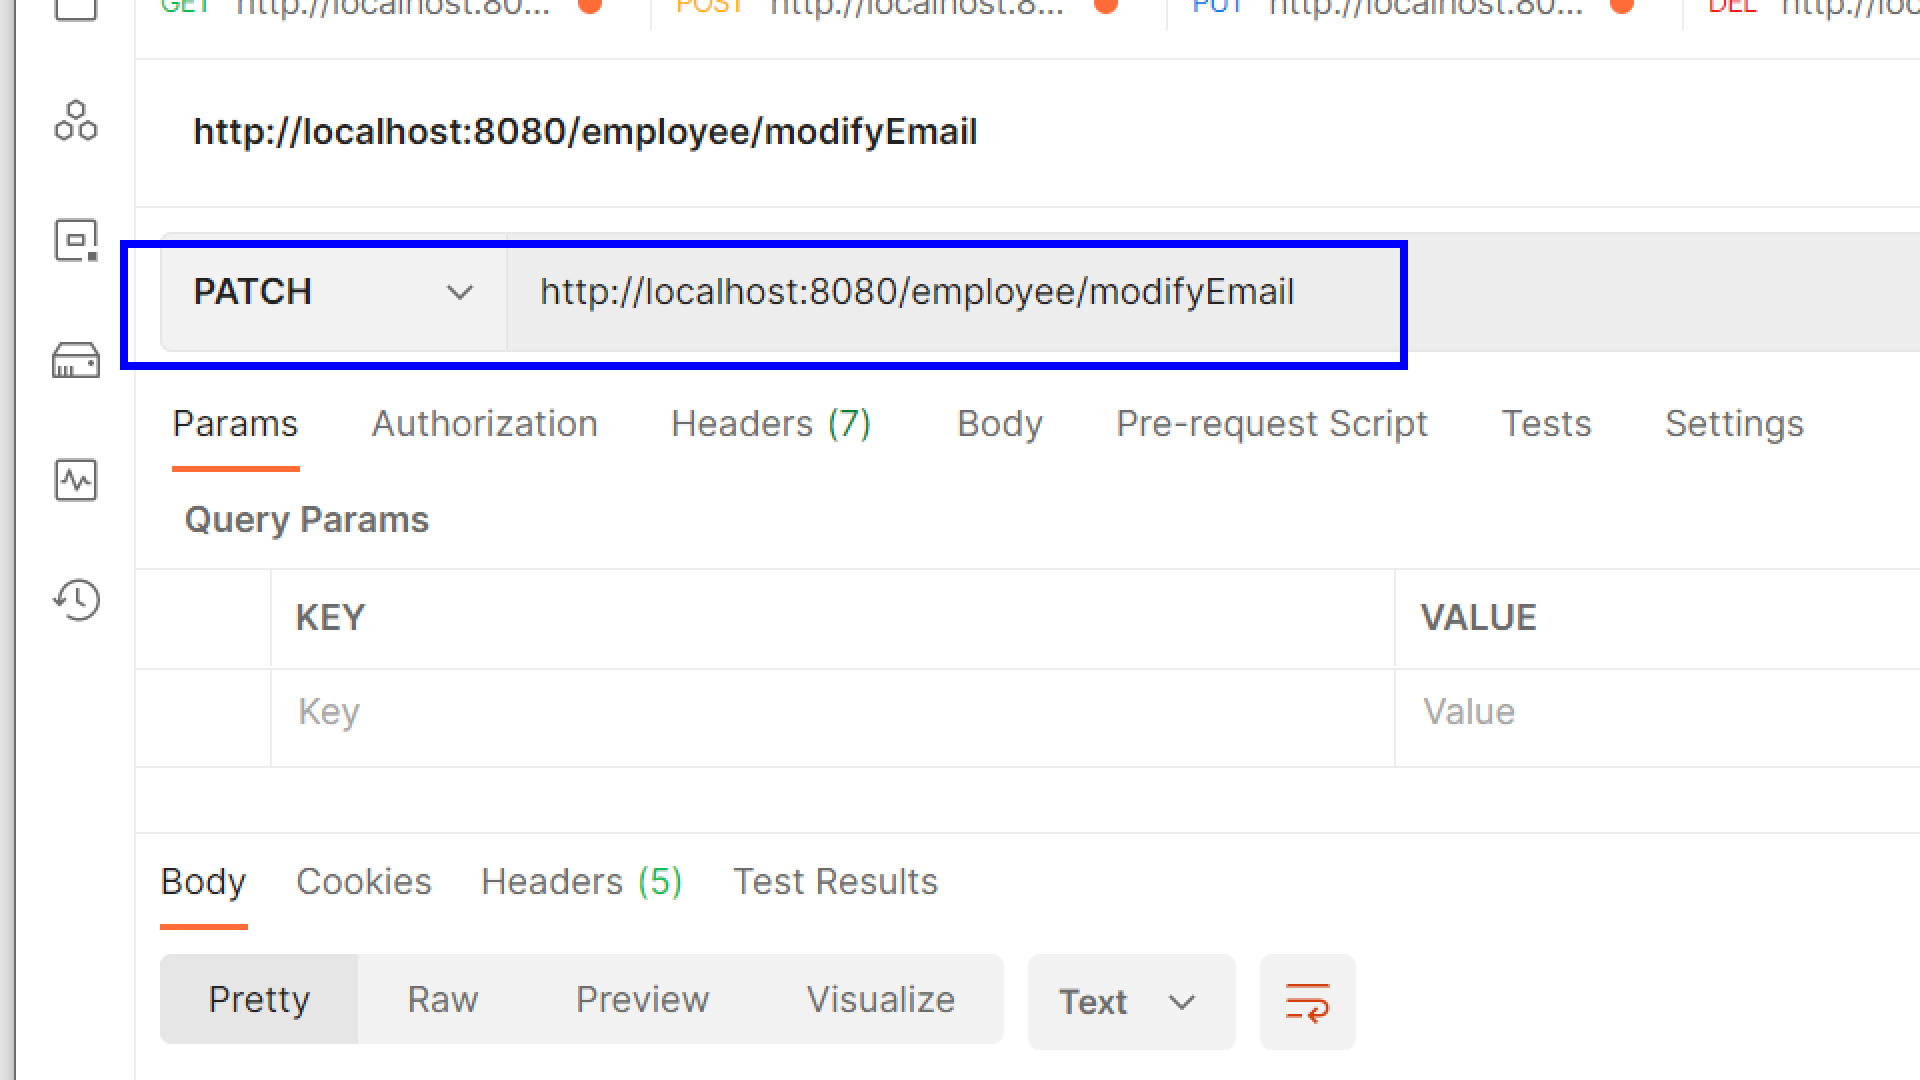 GET http://localhost:80... POST http://localhost:8... PUT http://localhost:80... DEL
http://localhost:8080/employee/modifyEmail
PATCH http://localhost:8080/employee/modifyEmail
Params Authorization Headers (7) Body Pre-request Script Tests Settings
Query Params
KEY VALUE
Key Value
Body Cookies Headers (5) Test Results
Pretty Raw Preview Visualize Text